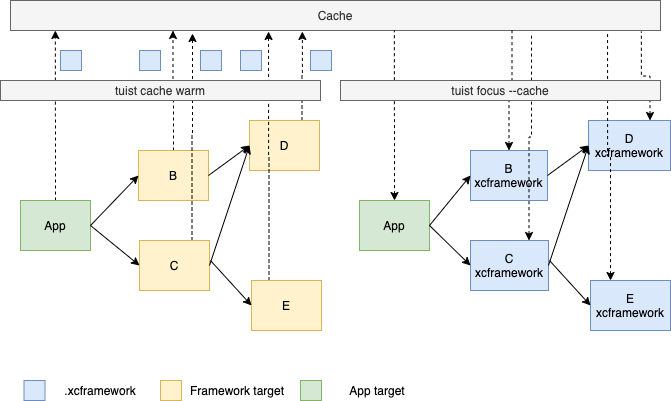 Cache
tuist cache warm
tuist focus --cache
D
D
xcframework
B
B
xcframework
App
App
C
C
xcframework
E
E
xcframework
.xcframework
Framework target
App target